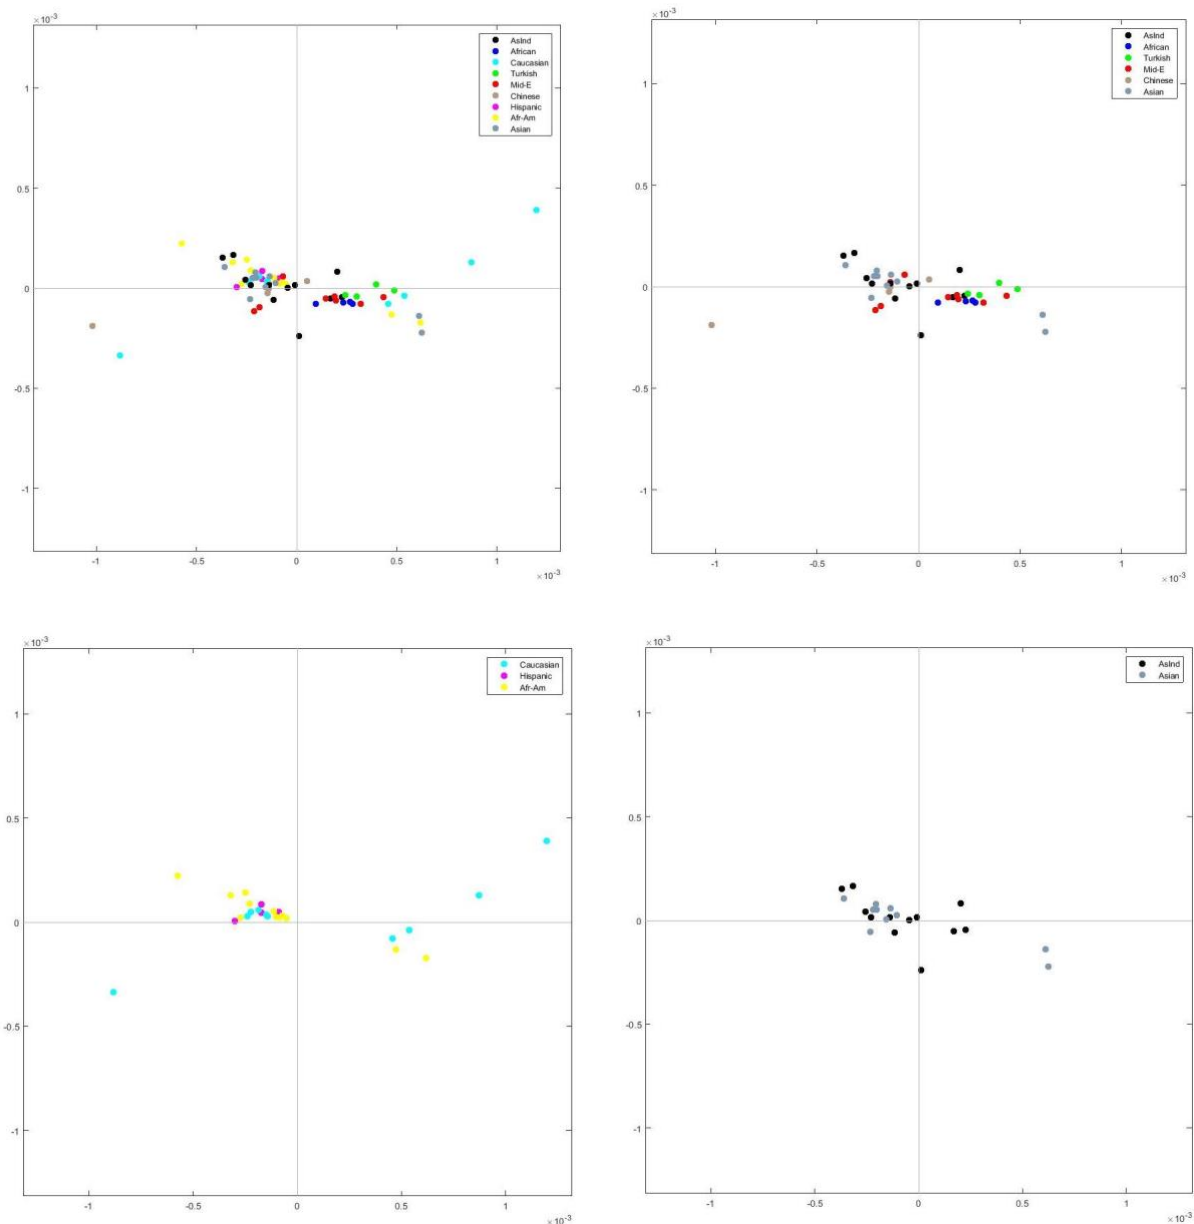 ×10⁻³
1
0.5
0
-0.5
-1
-1
-0.5
0
0.5
1
×10⁻³
AsInd
African
Caucasian
Turkish
Mid-E
Chinese
Hispanic
Afr-Am
Asian
×10⁻³
1
0.5
0
-0.5
-1
-1
-0.5
0
0.5
1
×10⁻³
AsInd
African
Turkish
Mid-E
Chinese
Asian
×10⁻³
1
0.5
0
-0.5
-1
-1
-0.5
0
0.5
1
×10⁻³
Caucasian
Hispanic
Afr-Am
×10⁻³
1
0.5
0
-0.5
-1
-1
-0.5
0
0.5
1
×10⁻³
AsInd
Asian